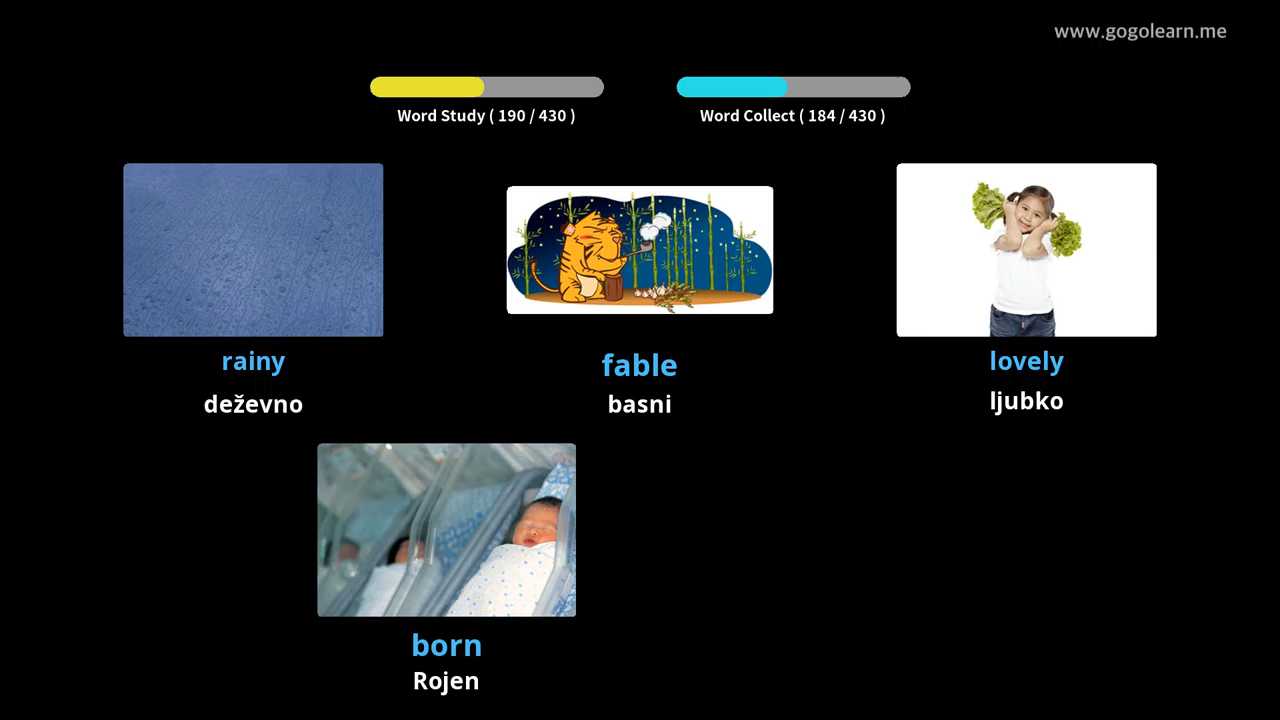 www.gogolearn.me
Word Study ( 190 / 430 )
Word Collect ( 184 / 430 )
rainy
deževno
fable
basni
lovely
ljubko
born
Rojen